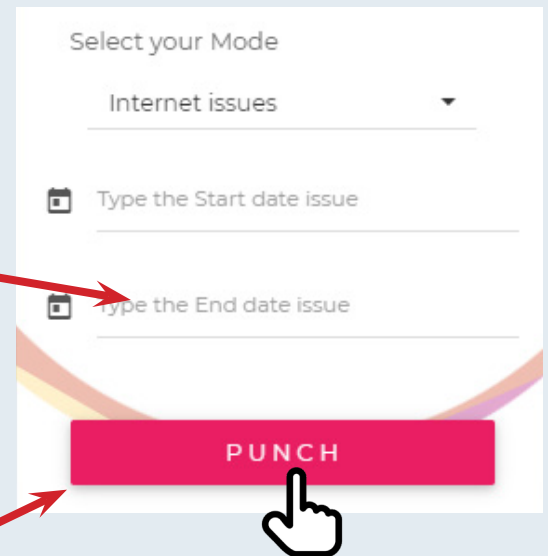 Select your Mode
Internet issues
Type the Start date issue
Type the End date issue
PUNCH